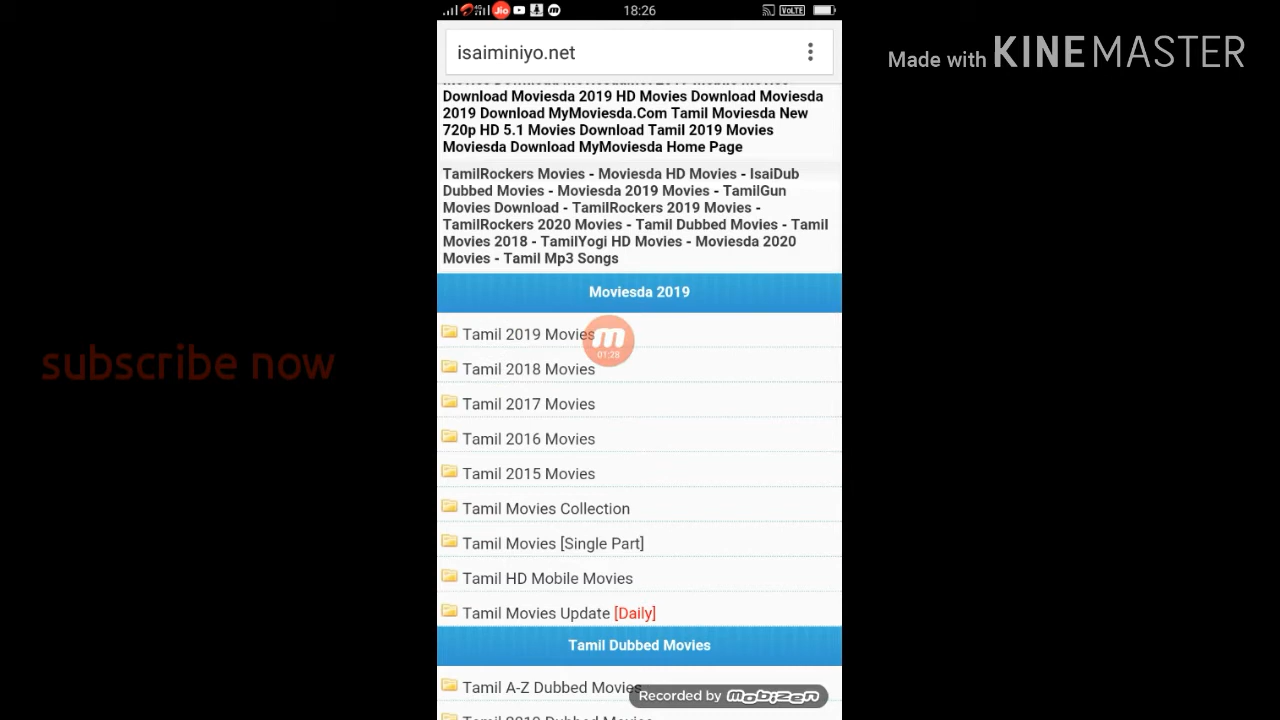 18:26
VoLTE
Jio
4G
Made with KINEMASTER
isaiminiyo.net
Download Moviesda 2019 HD Movies Download Moviesda
2019 Download MyMoviesda.Com Tamil Moviesda New
720p HD 5.1 Movies Download Tamil 2019 Movies
Moviesda Download MyMoviesda Home Page
TamilRockers Movies - Moviesda HD Movies - IsaiDub
Dubbed Movies - Moviesda 2019 Movies - TamilGun
Movies Download - TamilRockers 2019 Movies -
TamilRockers 2020 Movies - Tamil Dubbed Movies - Tamil
Movies 2018 - TamilYogi HD Movies - Moviesda 2020
Movies - Tamil Mp3 Songs
Moviesda 2019
Tamil 2019 Movies
01:28
subscribe now
Tamil 2018 Movies
Tamil 2017 Movies
Tamil 2016 Movies
Tamil 2015 Movies
Tamil Movies Collection
Tamil Movies [Single Part]
Tamil HD Mobile Movies
Tamil Movies Update [Daily]
Tamil Dubbed Movies
Tamil A-Z Dubbed Movies
Recorded by mobizen